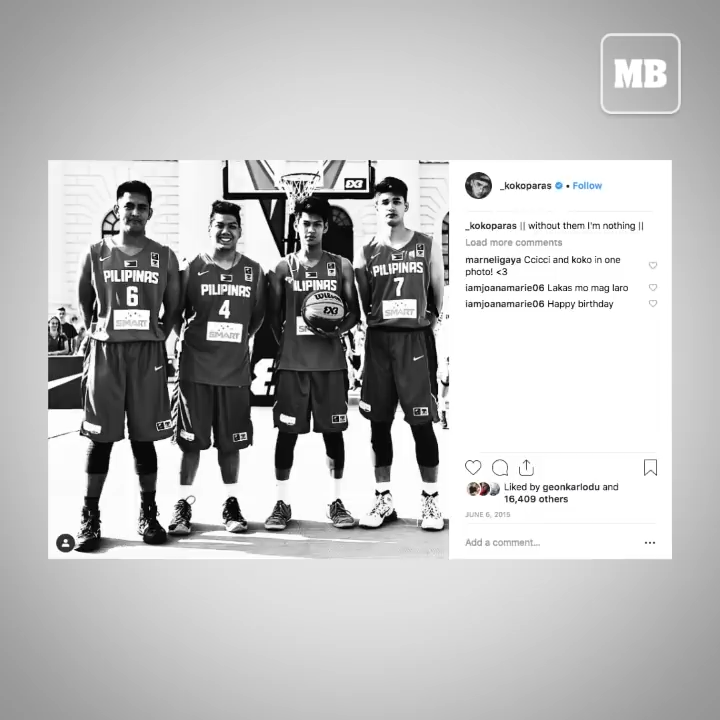 MB
_kokoparas • Follow
_kokoparas || without them I'm nothing ||
Load more comments
marneligaya Ccicci and koko in one
photo! <3
iamjoanamarie06 Lakas mo mag laro
iamjoanamarie06 Happy birthday
Liked by geonkarlodu and
16,409 others
JUNE 6, 2015
Add a comment...
PILIPINAS
6
SMART
PILIPINAS
4
SMART
PILIPINAS
Wilson
PILIPINAS
7
SMART